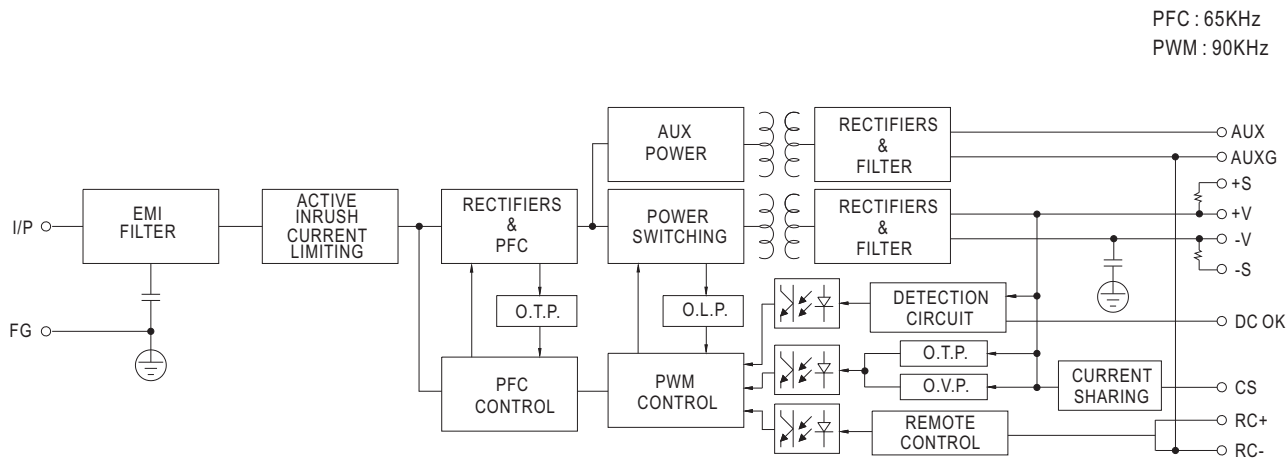 PFC : 65KHz
PWM : 90KHz
AUX
POWER
RECTIFIERS
&
FILTER
AUX
AUXG
+S
I/P
EMI
FILTER
ACTIVE
INRUSH
CURRENT
LIMITING
RECTIFIERS
&
PFC
POWER
SWITCHING
RECTIFIERS
&
FILTER
+V
-V
-S
O.T.P.
O.L.P.
DETECTION
CIRCUIT
DC OK
FG
PFC
CONTROL
PWM
CONTROL
O.T.P.
O.V.P.
CURRENT
SHARING
CS
REMOTE
CONTROL
RC+
RC-